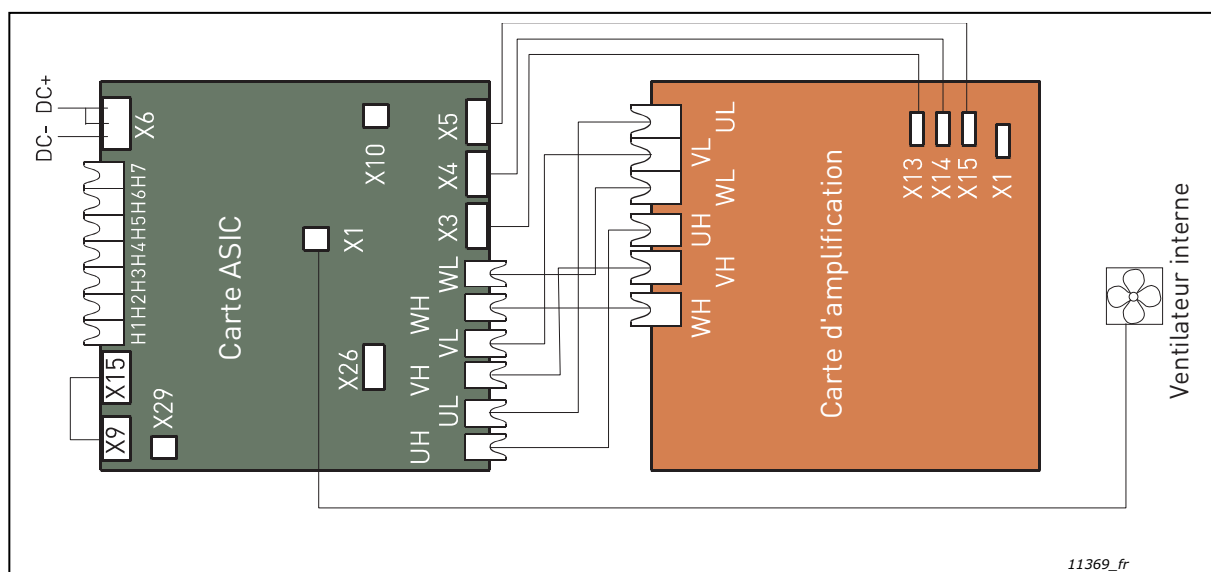 DC- DC+
X6
H1H2H3H4H5H6H7
X15
X9
X29
Carte ASIC
X10
X1
X26
X5
X4
X3
WL
WH
VL
VH
UL
UH
UL
VL
WL
UH
VH
WH
Carte d'amplification
X13
X14
X15
X1
Ventilateur interne
11369_fr